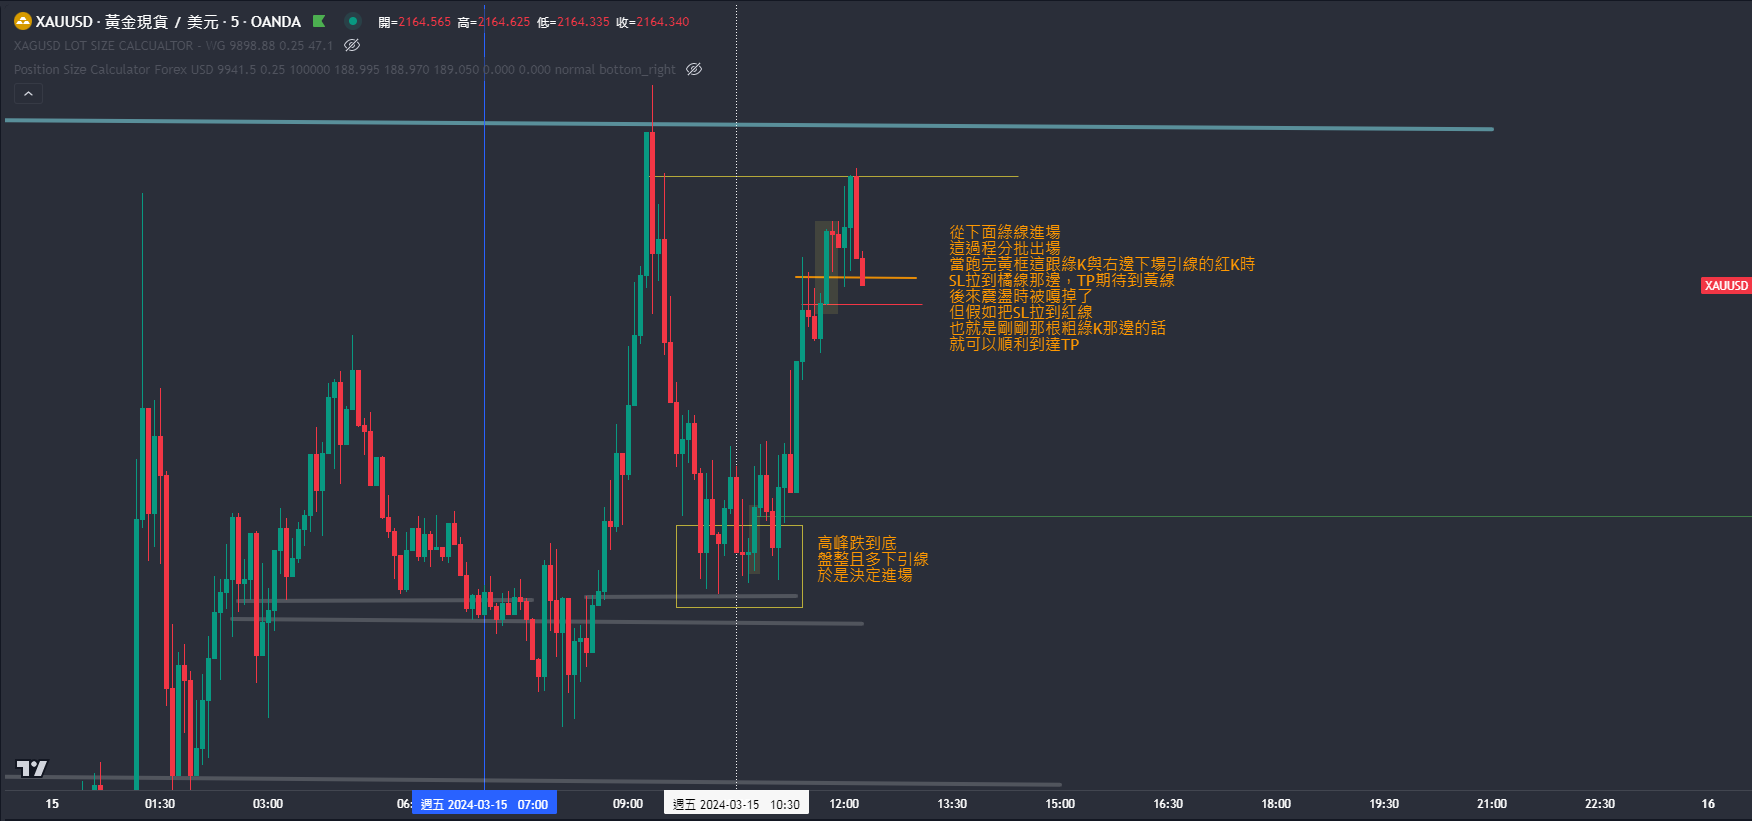 XAUUSD · 黃金現貨 / 美元 · 5 · OANDA 開=2164.565 高=2164.625 低=2164.335 收=2164.340
XAGUSD LOT SIZE CALCUALTOR - WG 9898.88 0.25 47.1
Position Size Calculator Forex USD 9941.5 0.25 100000 188.995 188.970 189.050 0.000 0.000 normal bottom_right
從下面綠線進場
這過程分批出場
當跑完黃框這跟綠K與右邊下場引線的紅K時
SL拉到橘線那邊，TP期待到黃線
後來震盪時被嘎掉了
但假如把SL拉到紅線
也就是剛剛那根粗綠K那邊的話
就可以順利到達TP
XAUUSD
高峰跌到底
盤整且多下引線
於是決定進場
15 01:30 03:00 06: 週五 2024-03-15 07:00 09:00 週五 2024-03-15 10:30 12:00 13:30 15:00 16:30 18:00 19:30 21:00 22:30 16